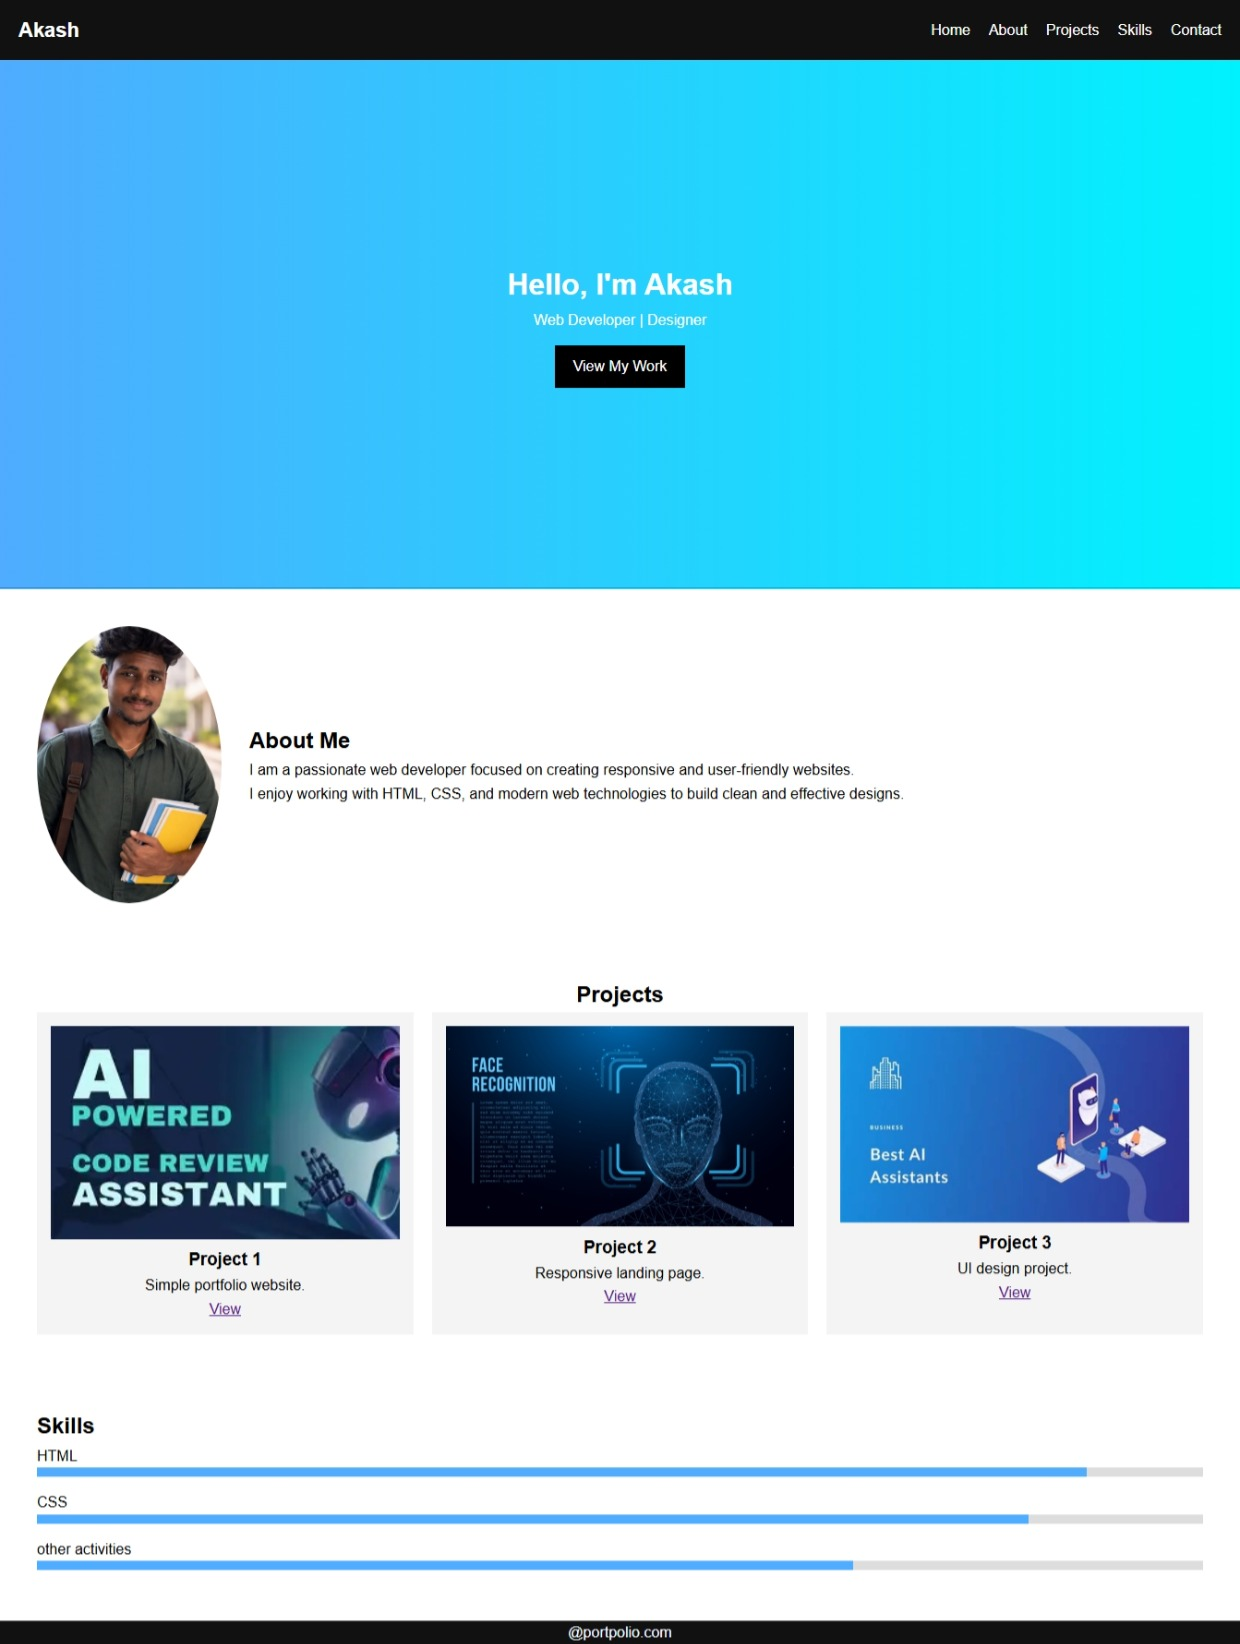 Akash
Home About Projects Skills Contact
Hello, I'm Akash
Web Developer | Designer
View My Work
About Me
I am a passionate web developer focused on creating responsive and user-friendly websites.
I enjoy working with HTML, CSS, and modern web technologies to build clean and effective designs.
Projects
AI
POWERED
CODE REVIEW
ASSISTANT
Project 1
Simple portfolio website.
View
FACE
RECOGNITION
Project 2
Responsive landing page.
View
BUSINESS
Best AI
Assistants
Project 3
UI design project.
View
Skills
HTML
CSS
other activities
@portpolio.com